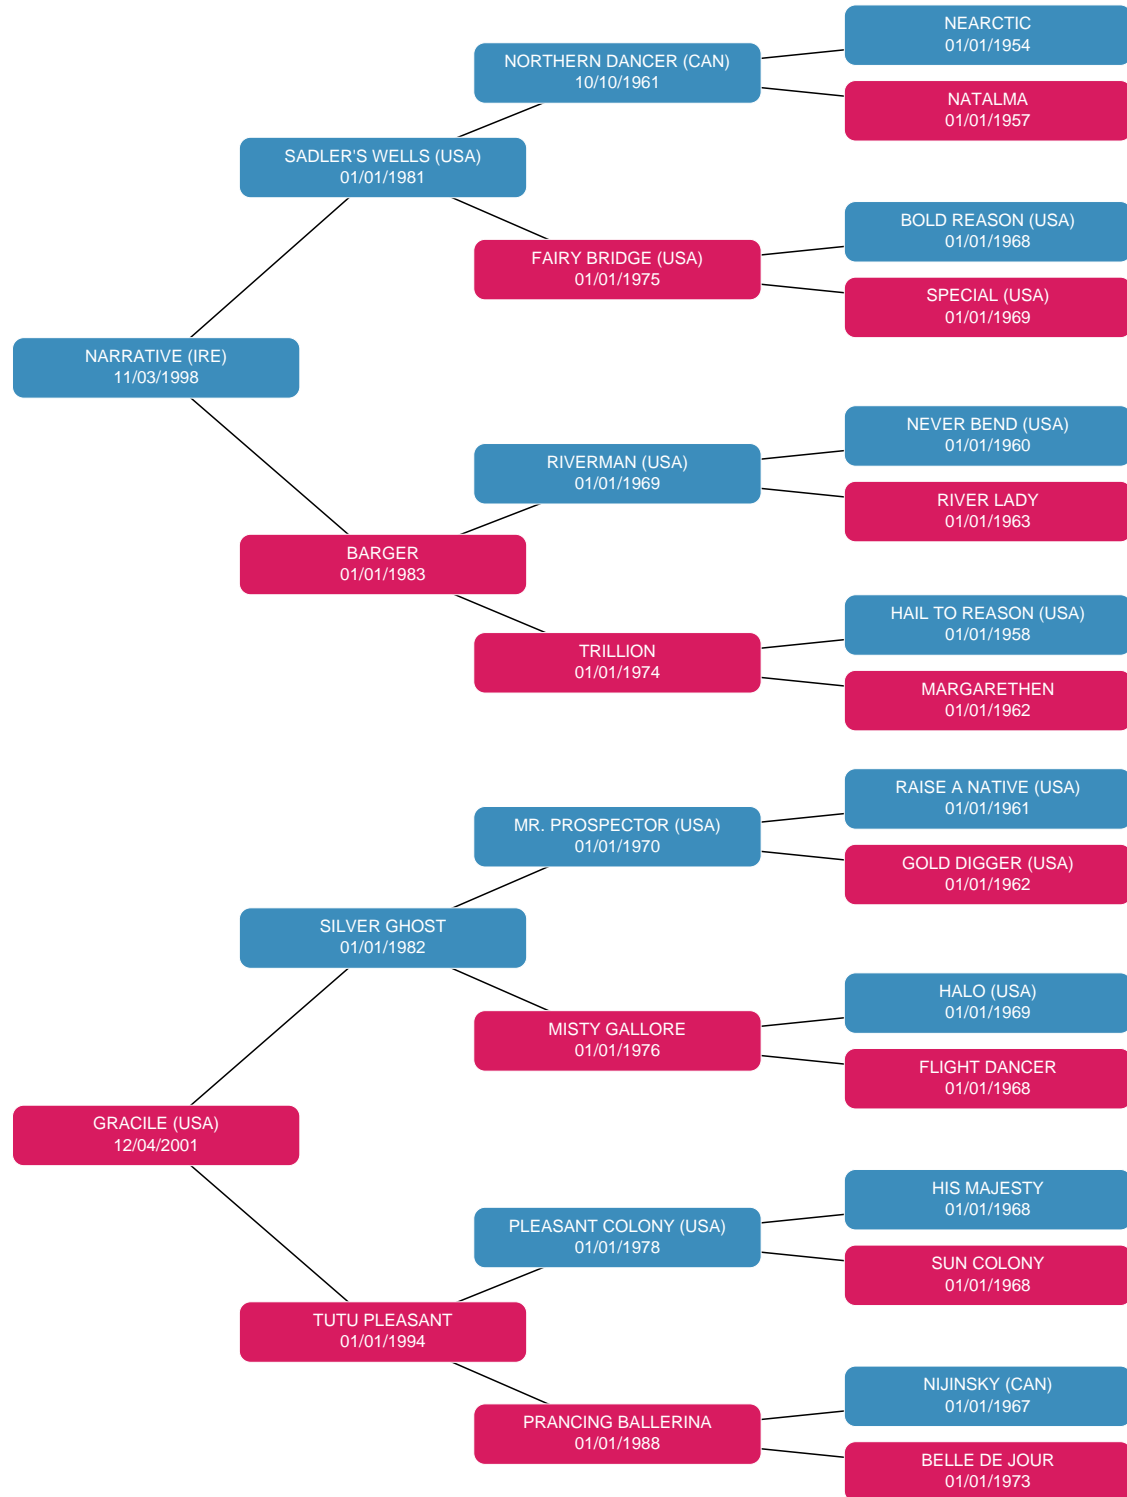 NEARCTIC
01/01/1954
NORTHERN DANCER (CAN)
10/10/1961
NATALMA
01/01/1957
SADLER'S WELLS (USA)
01/01/1981
BOLD REASON (USA)
01/01/1968
FAIRY BRIDGE (USA)
01/01/1975
SPECIAL (USA)
01/01/1969
NARRATIVE (IRE)
11/03/1998
NEVER BEND (USA)
01/01/1960
RIVERMAN (USA)
01/01/1969
RIVER LADY
01/01/1963
BARGER
01/01/1983
HAIL TO REASON (USA)
01/01/1958
TRILLION
01/01/1974
MARGARETHEN
01/01/1962
RAISE A NATIVE (USA)
01/01/1961
MR. PROSPECTOR (USA)
01/01/1970
GOLD DIGGER (USA)
01/01/1962
SILVER GHOST
01/01/1982
HALO (USA)
01/01/1969
MISTY GALLORE
01/01/1976
FLIGHT DANCER
01/01/1968
GRACILE (USA)
12/04/2001
HIS MAJESTY
01/01/1968
PLEASANT COLONY (USA)
01/01/1978
SUN COLONY
01/01/1968
TUTU PLEASANT
01/01/1994
NIJINSKY (CAN)
01/01/1967
PRANCING BALLERINA
01/01/1988
BELLE DE JOUR
01/01/1973